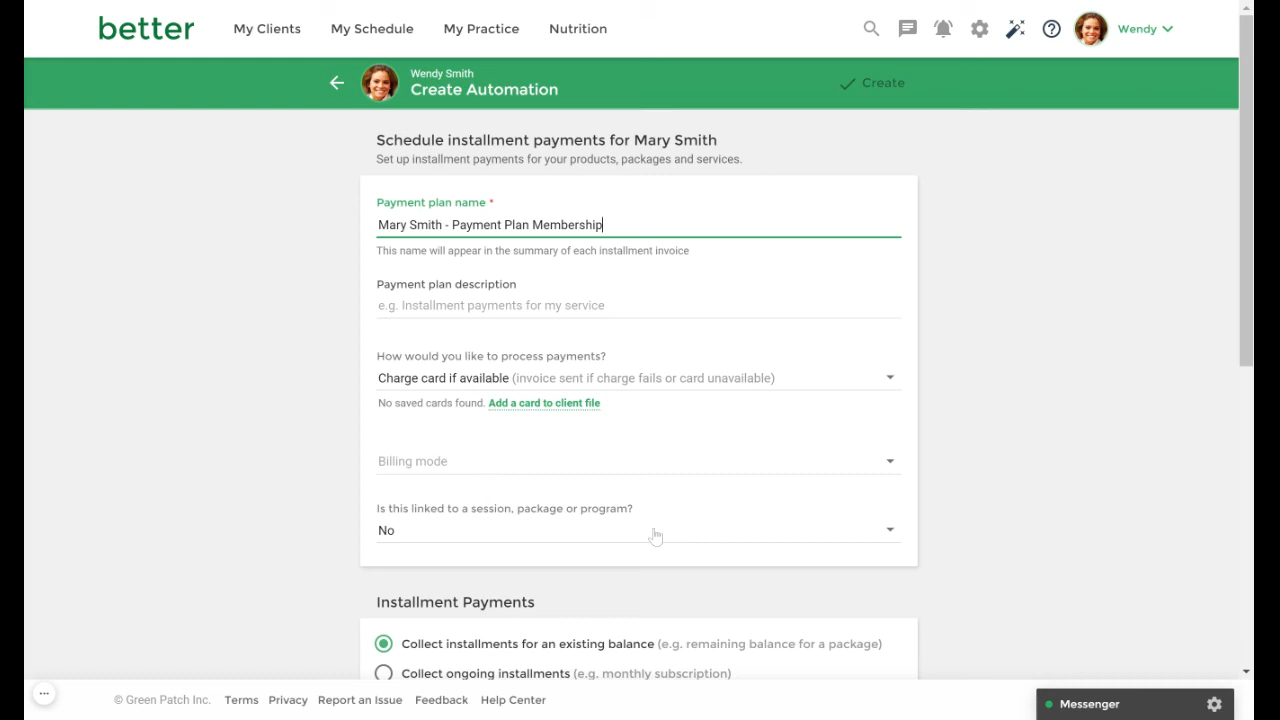 better
My Clients
My Schedule
My Practice
Nutrition
Wendy
Wendy Smith
Create Automation
Create
Schedule installment payments for Mary Smith
Set up installment payments for your products, packages and services.
Payment plan name *
Mary Smith - Payment Plan Membership
This name will appear in the summary of each installment invoice
Payment plan description
e.g. Installment payments for my service
How would you like to process payments?
Charge card if available (invoice sent if charge fails or card unavailable)
No saved cards found. Add a card to client file
Billing mode
Is this linked to a session, package or program?
No
Installment Payments
Collect installments for an existing balance (e.g. remaining balance for a package)
Collect ongoing installments (e.g. monthly subscription)
© Green Patch Inc. Terms Privacy Report an Issue Feedback Help Center
Messenger